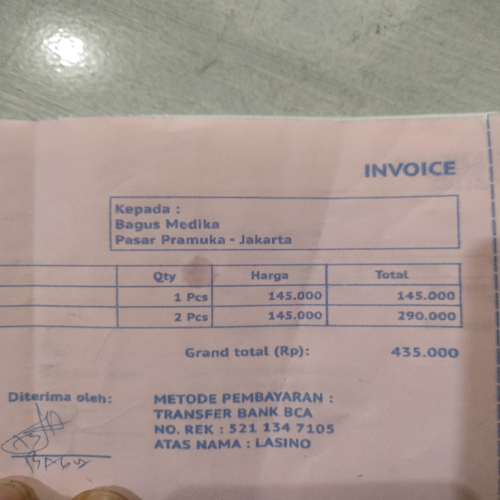 INVOICE
Kepada :
Bagus Medika
Pasar Pramuka - Jakarta
Qty Harga Total
1 Pcs 145.000 145.000
2 Pcs 145.000 290.000
Grand total (Rp): 435.000
Diterima oleh:
METODE PEMBAYARAN :
TRANSFER BANK BCA
NO. REK : 521 134 7105
ATAS NAMA : LASINO